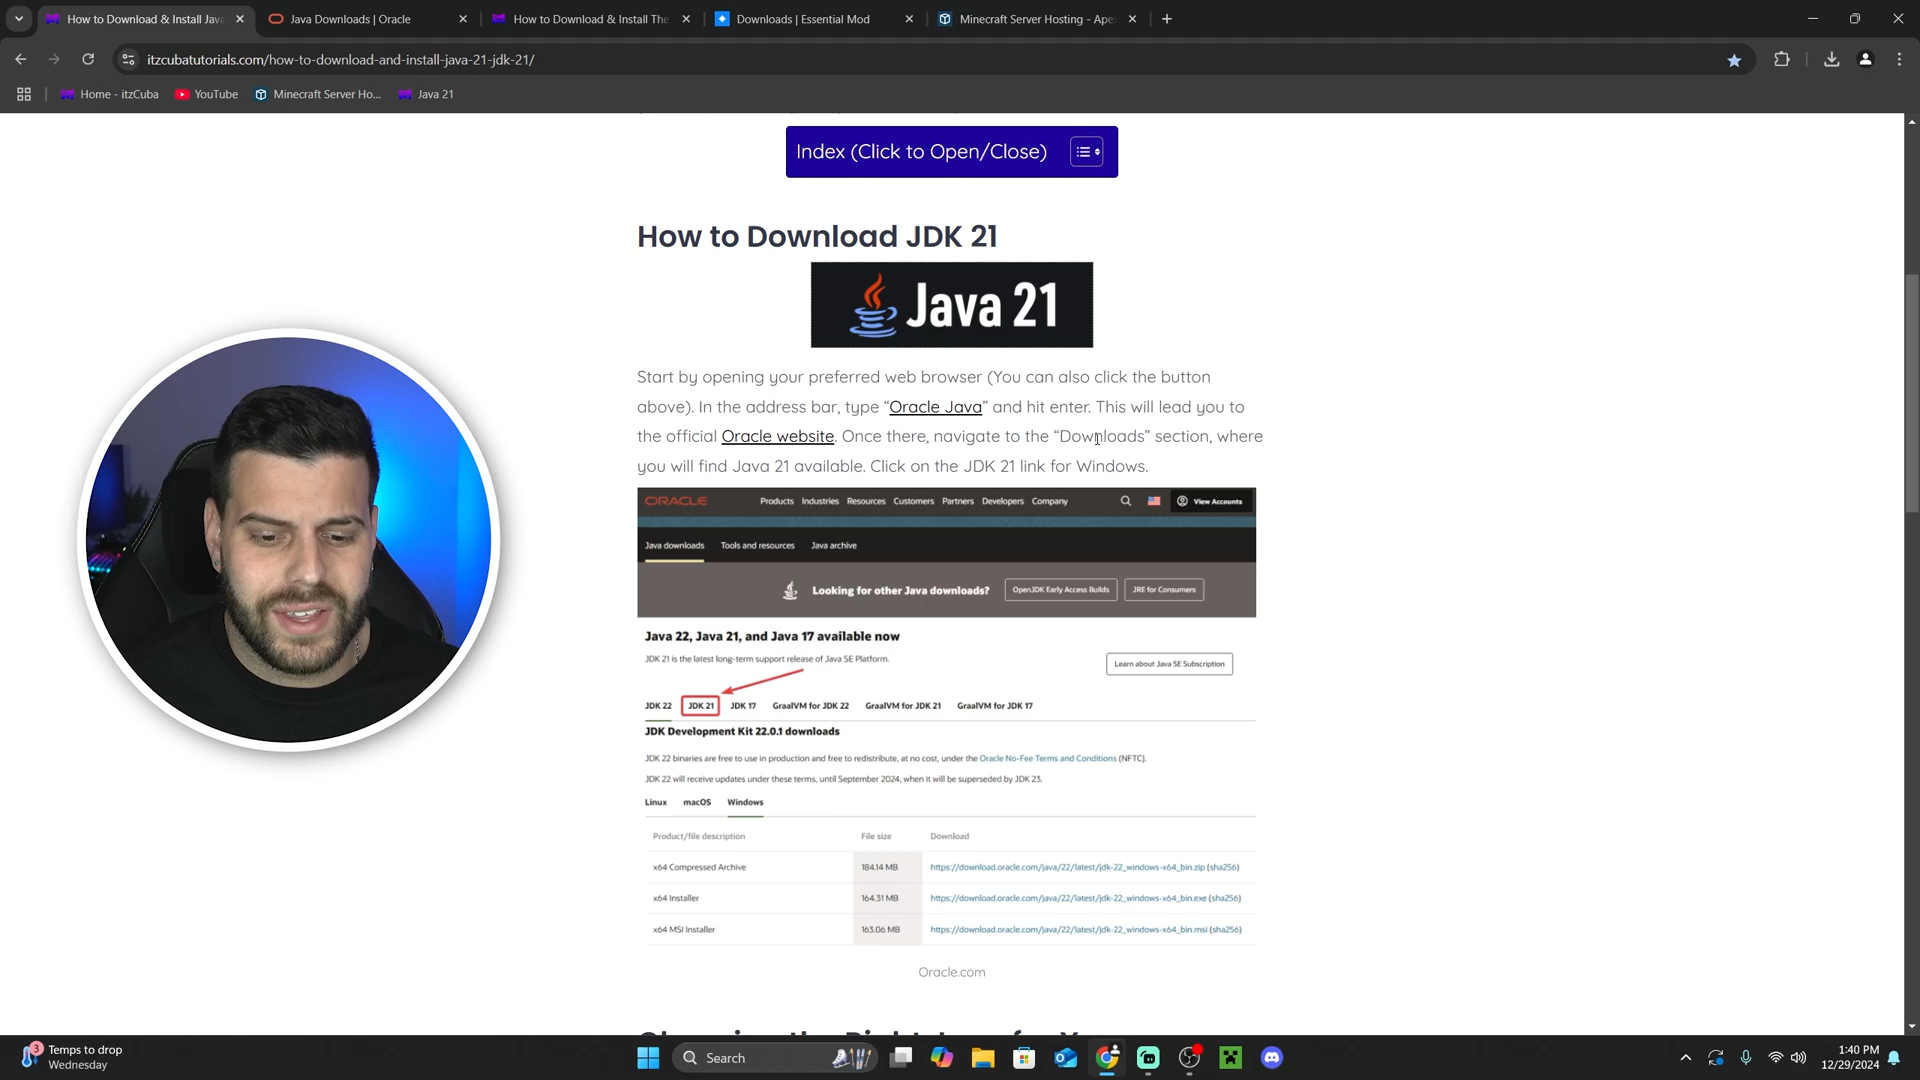 How to Download & Install Java
Java Downloads | Oracle
How to Download & Install The
Downloads | Essential Mod
Minecraft Server Hosting - Ape
itzcubatutorials.com/how-to-download-and-install-java-21-jdk-21/
Home - itzCuba
YouTube
Minecraft Server Ho...
Java 21
Index (Click to Open/Close)
How to Download JDK 21
Java 21
Start by opening your preferred web browser (You can also click the button
above). In the address bar, type “Oracle Java” and hit enter. This will lead you to
the official Oracle website. Once there, navigate to the “Downloads” section, where
you will find Java 21 available. Click on the JDK 21 link for Windows.
ORACLE Products Industries Resources Customers Partners Developers Company View Accounts
Java downloads Tools and resources Java archive
Looking for other Java downloads? OpenJDK Early Access Builds JRE for Consumers
Java 22, Java 21, and Java 17 available now
JDK 21 is the latest long-term support release of Java SE Platform.
Learn about Java SE Subscription
JDK 22 JDK 21 JDK 17 GraalVM for JDK 22 GraalVM for JDK 21 GraalVM for JDK 17
JDK Development Kit 22.0.1 downloads
JDK 22 binaries are free to use in production and free to redistribute, at no cost, under the Oracle No-Fee Terms and Conditions (NFTC).
JDK 22 will receive updates under these terms, until September 2024, when it will be superseded by JDK 23.
Linux macOS Windows
Product/file description File size Download
x64 Compressed Archive 184.14 MB https://download.oracle.com/java/22/latest/jdk-22_windows-x64_bin.zip (sha256)
x64 Installer 164.31 MB https://download.oracle.com/java/22/latest/jdk-22_windows-x64_bin.exe (sha256)
x64 MSI Installer 163.06 MB https://download.oracle.com/java/22/latest/jdk-22_windows-x64_bin.msi (sha256)
Oracle.com
3
Temps to drop
Wednesday
Search
1:40 PM
12/29/2024